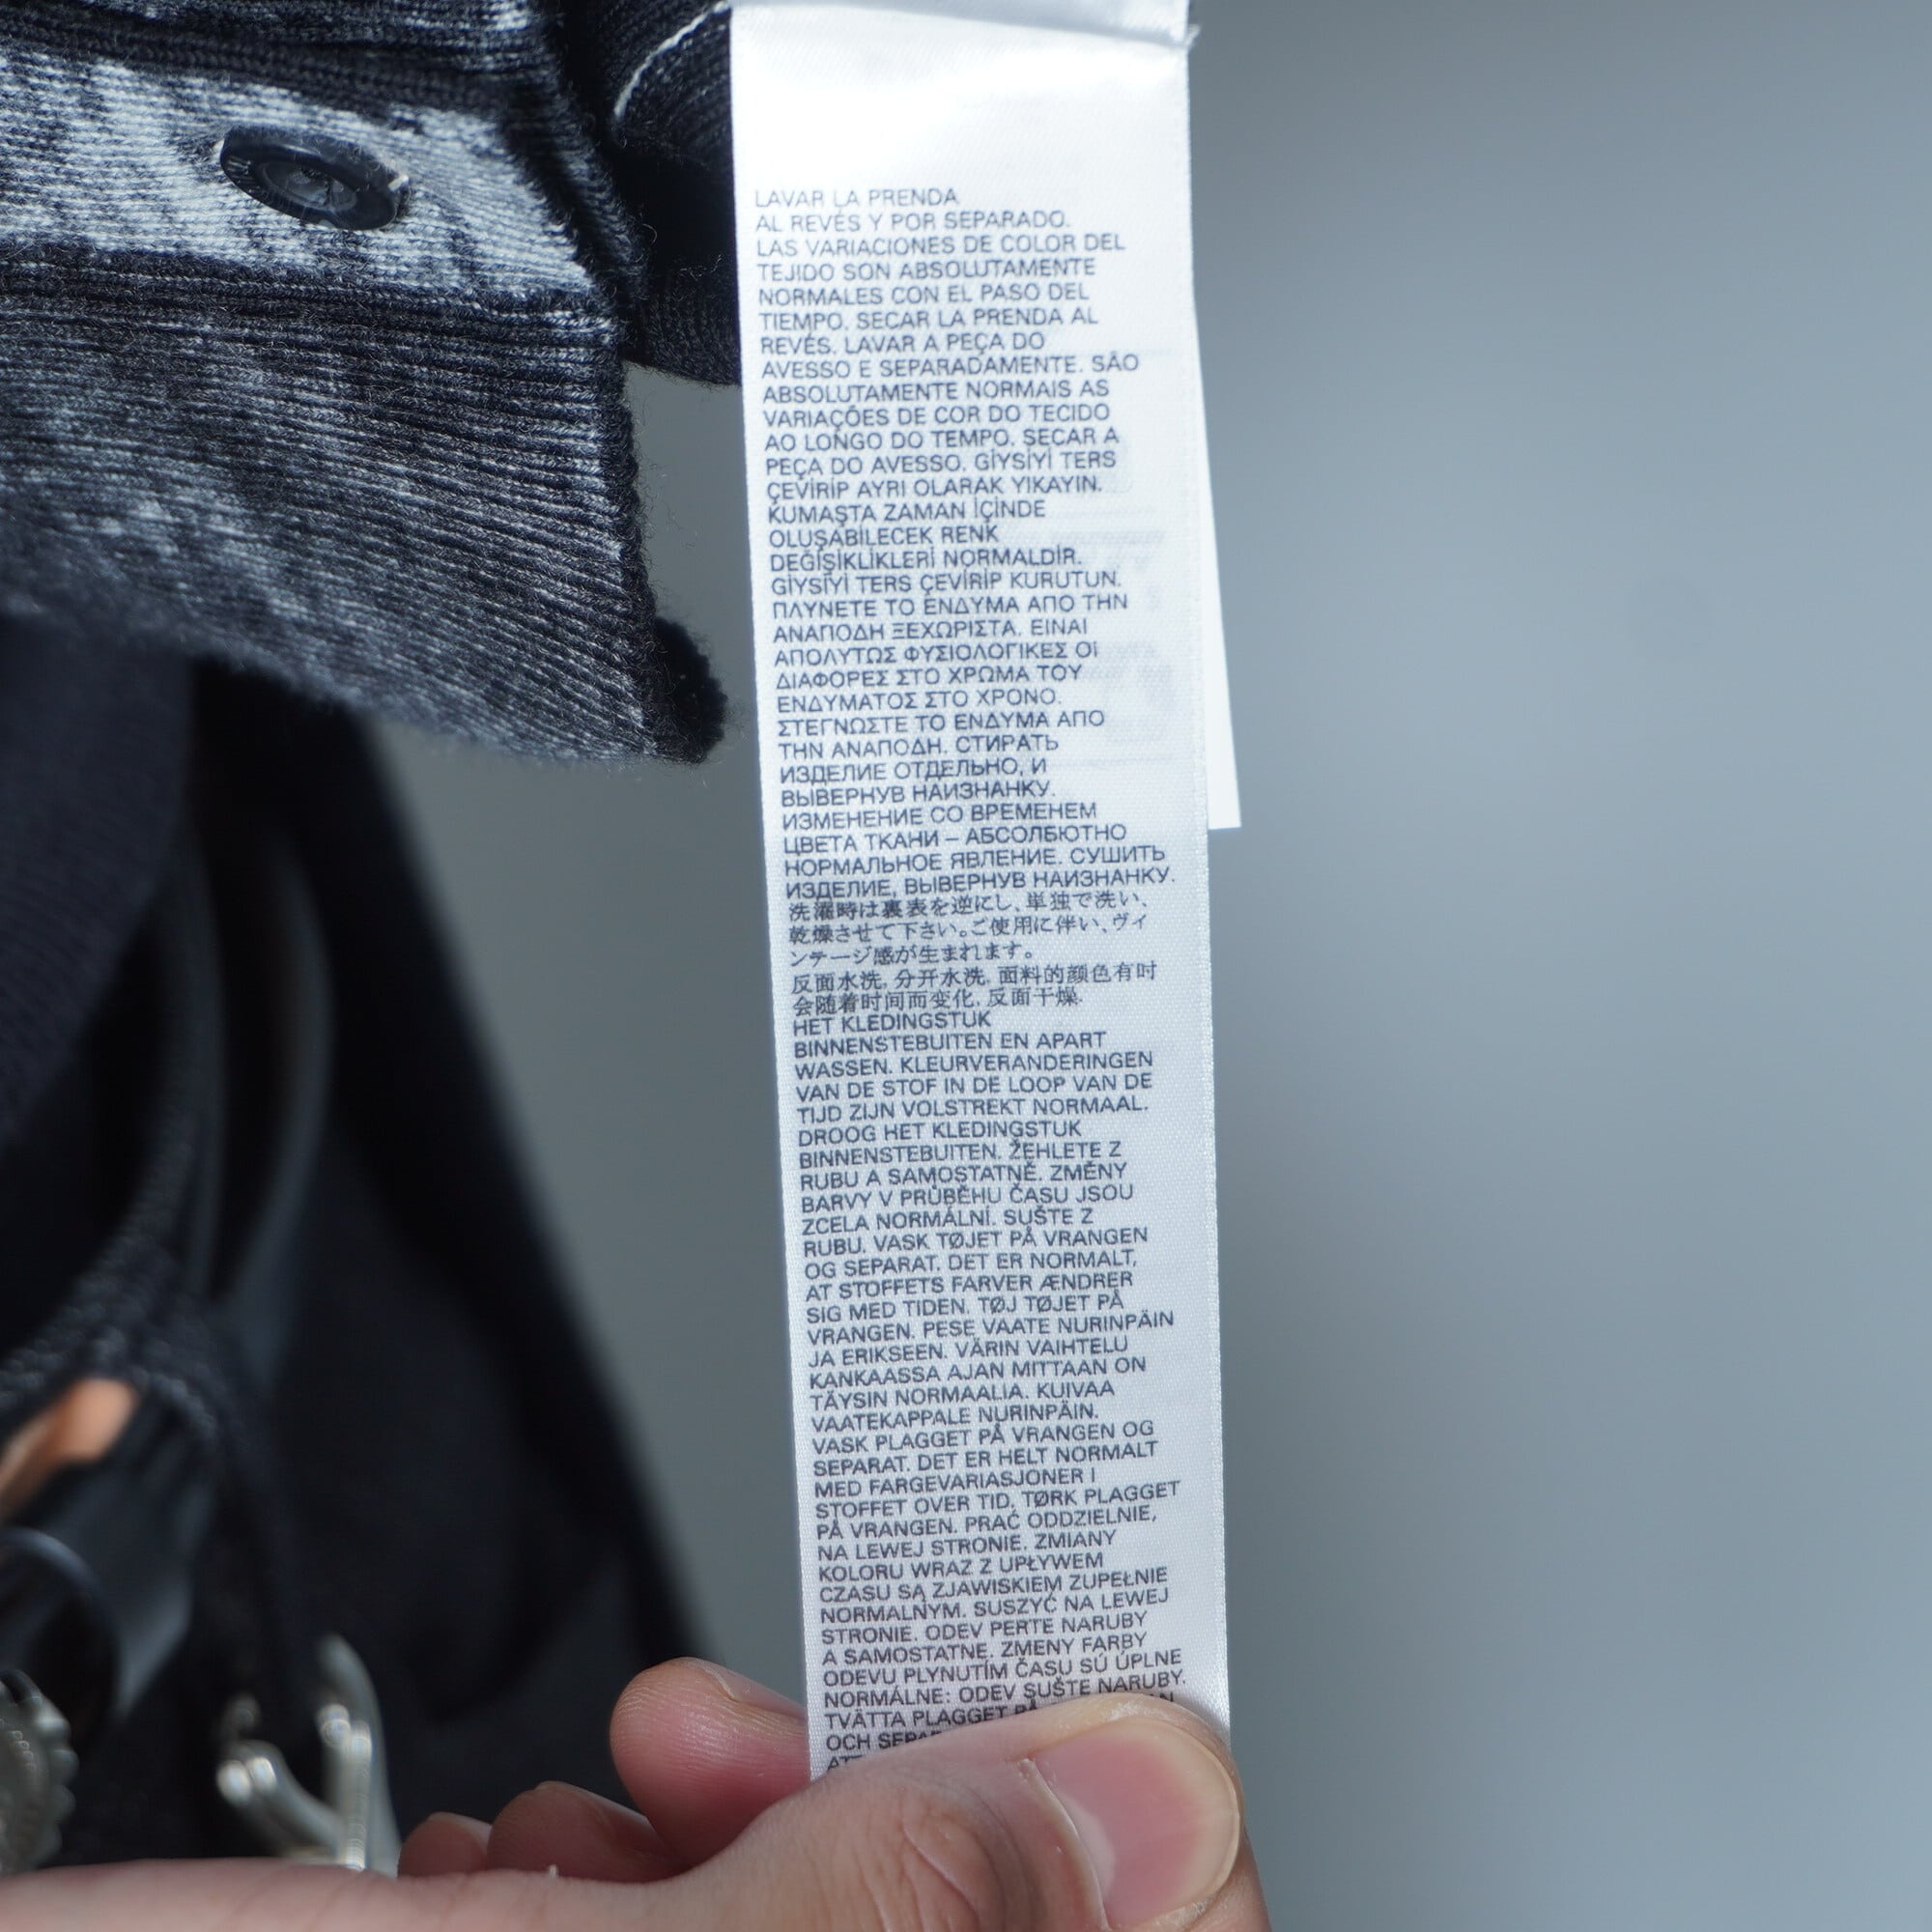 LAVAR LA PRENDA
AL REVÉS Y POR SEPARADO.
LAS VARIACIONES DE COLOR DEL
TEJIDO SON ABSOLUTAMENTE
NORMALES CON EL PASO DEL
TIEMPO. SECAR LA PRENDA AL
REVÉS. LAVAR A PEÇA DO
AVESSO E SEPARADAMENTE. SÃO
ABSOLUTAMENTE NORMAIS AS
VARIAÇÕES DE COR DO TECIDO
AO LONGO DO TEMPO. SECAR A
PEÇA DO AVESSO. GİYSİYİ TERS
ÇEVİRİP AYRI OLARAK YIKAYIN.
KUMAŞTA ZAMAN İÇİNDE
OLUŞABİLECEK RENK
DEĞİŞİKLİKLERİ NORMALDİR.
GİYSİYİ TERS ÇEVİRİP KURUTUN.
ΠΛΥΝΕΤΕ ΤΟ ΕΝΔΥΜΑ ΑΠΟ ΤΗΝ
ΑΝΑΠΟΔΗ ΞΕΧΩΡΙΣΤΑ. ΕΙΝΑΙ
ΑΠΟΛΥΤΩΣ ΦΥΣΙΟΛΟΓΙΚΕΣ ΟΙ
ΔΙΑΦΟΡΕΣ ΣΤΟ ΧΡΩΜΑ ΤΟΥ
ΕΝΔΥΜΑΤΟΣ ΣΤΟ ΧΡΟΝΟ.
ΣΤΕΓΝΩΣΤΕ ΤΟ ΕΝΔΥΜΑ ΑΠΟ
ΤΗΝ ΑΝΑΠΟΔΗ. СТИРАТЬ
ИЗДЕЛИЕ ОТДЕЛЬНО, И
ВЫВЕРНУВ НАИЗНАНКУ.
ИЗМЕНЕНИЕ СО ВРЕМЕНЕМ
ЦВЕТА ТКАНИ – АБСОЛБЮТНО
НОРМАЛЬНОЕ ЯВЛЕНИЕ. СУШИТЬ
ИЗДЕЛИЕ, ВЫВЕРНУВ НАИЗНАНКУ.
洗濯時は裏表を逆にし、単独で洗い、
乾燥させて下さい。ご使用に伴い、ヴィ
ンテージ感が生まれます。
反面水洗, 分开水洗, 面料的颜色有时
会随着时间而变化, 反面干燥.
HET KLEDINGSTUK
BINNENSTEBUITEN EN APART
WASSEN. KLEURVERANDERINGEN
VAN DE STOF IN DE LOOP VAN DE
TIJD ZIJN VOLSTREKT NORMAAL.
DROOG HET KLEDINGSTUK
BINNENSTEBUITEN. ŽEHLETE Z
RUBU A SAMOSTATNĚ. ZMĚNY
BARVY V PRŮBĚHU ČASU JSOU
ZCELA NORMÁLNÍ. SUŠTE Z
RUBU. VASK TØJET PÅ VRANGEN
OG SEPARAT. DET ER NORMALT,
AT STOFFETS FARVER ÆNDRER
SIG MED TIDEN. TØJ TØJET PÅ
VRANGEN. PESE VAATE NURINPÄIN
JA ERIKSEEN. VÄRIN VAIHTELU
KANKAASSA AJAN MITTAAN ON
TÄYSIN NORMAALIA. KUIVAA
VAATEKAPPALE NURINPÄIN.
VASK PLAGGET PÅ VRANGEN OG
SEPARAT. DET ER HELT NORMALT
MED FARGEVARIASJONER I
STOFFET OVER TID. TØRK PLAGGET
PÅ VRANGEN. PRAĆ ODDZIELNIE,
NA LEWEJ STRONIE. ZMIANY
KOLORU WRAZ Z UPŁYWEM
CZASU SĄ ZJAWISKIEM ZUPEŁNIE
NORMALNYM. SUSZYĆ NA LEWEJ
STRONIE. ODEV PERTE NARUBY
A SAMOSTATNE. ZMENY FARBY
ODEVU PLYNUTÍM ČASU SÚ ÚPLNE
NORMÁLNE: ODEV SUŠTE NARUBY.
TVÄTTA PLAGGET PÅ
OCH